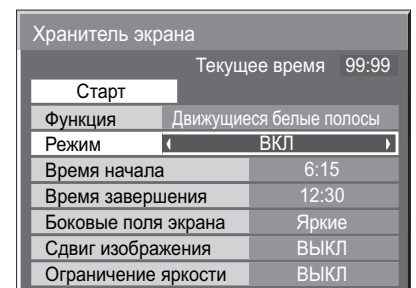 Хранитель экрана
Текущее время 99:99
Старт
Функция Движущиеся белые полосы
Режим ВКЛ
Время начала 6:15
Время завершения 12:30
Боковые поля экрана Яркие
Сдвиг изображения ВЫКЛ
Ограничение яркости ВЫКЛ